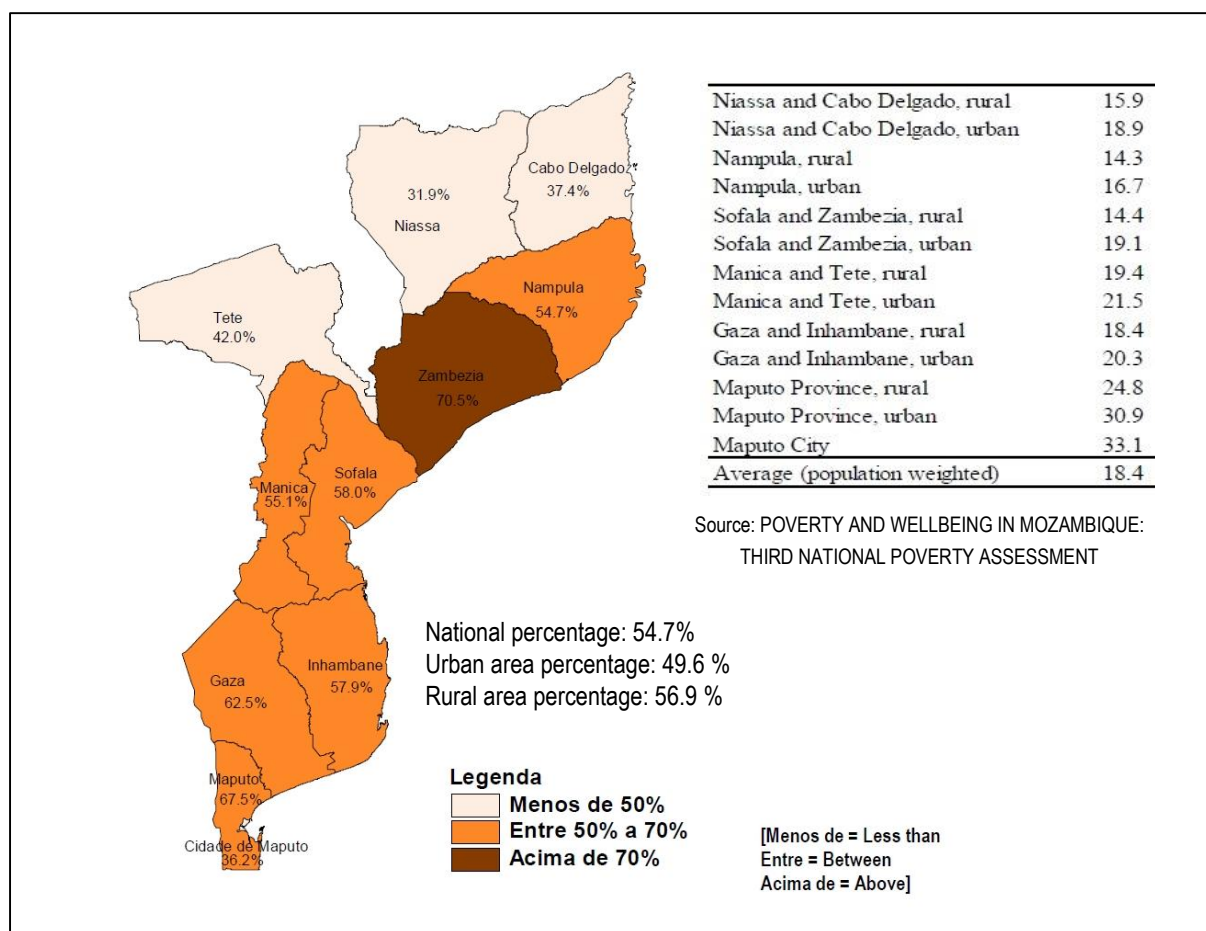 Cabo Delgado
37.4%
31.9%
Niassa
Nampula
54.7%
Tete
42.0%
Zambezia
70.5%
Sofala
58.0%
Manica
55.1%
Inhambane
57.9%
Gaza
62.5%
Maputo
67.5%
Cidade de Maputo
36.2%
Niassa and Cabo Delgado, rural 15.9
Niassa and Cabo Delgado, urban 18.9
Nampula, rural 14.3
Nampula, urban 16.7
Sofala and Zambezia, rural 14.4
Sofala and Zambezia, urban 19.1
Manica and Tete, rural 19.4
Manica and Tete, urban 21.5
Gaza and Inhambane, rural 18.4
Gaza and Inhambane, urban 20.3
Maputo Province, rural 24.8
Maputo Province, urban 30.9
Maputo City 33.1
Average (population weighted) 18.4
Source: POVERTY AND WELLBEING IN MOZAMBIQUE:
THIRD NATIONAL POVERTY ASSESSMENT
National percentage: 54.7%
Urban area percentage: 49.6 %
Rural area percentage: 56.9 %
Legenda
Menos de 50%
Entre 50% a 70%
Acima de 70%
[Menos de = Less than
Entre = Between
Acima de = Above]